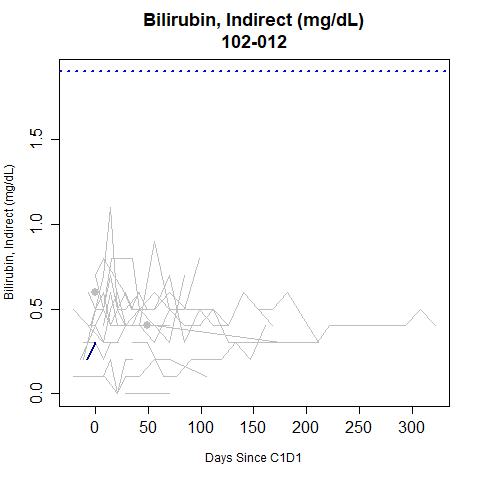 Bilirubin, Indirect (mg/dL)
102-012
Bilirubin, Indirect (mg/dL)
1.5
1.0
0.5
0.0
0 50 100 150 200 250 300
Days Since C1D1